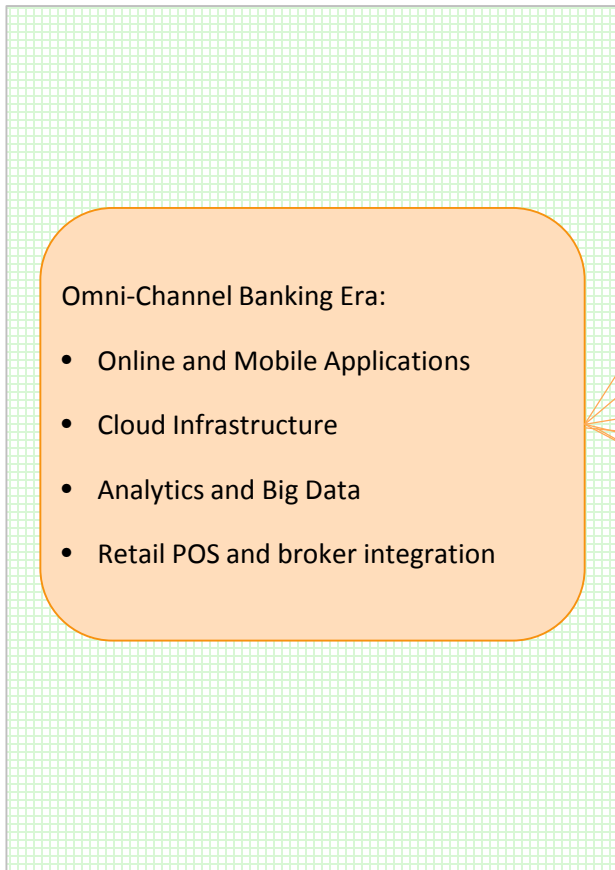 Omni-Channel Banking Era:
• Online and Mobile Applications
• Cloud Infrastructure
• Analytics and Big Data
• Retail POS and broker integration